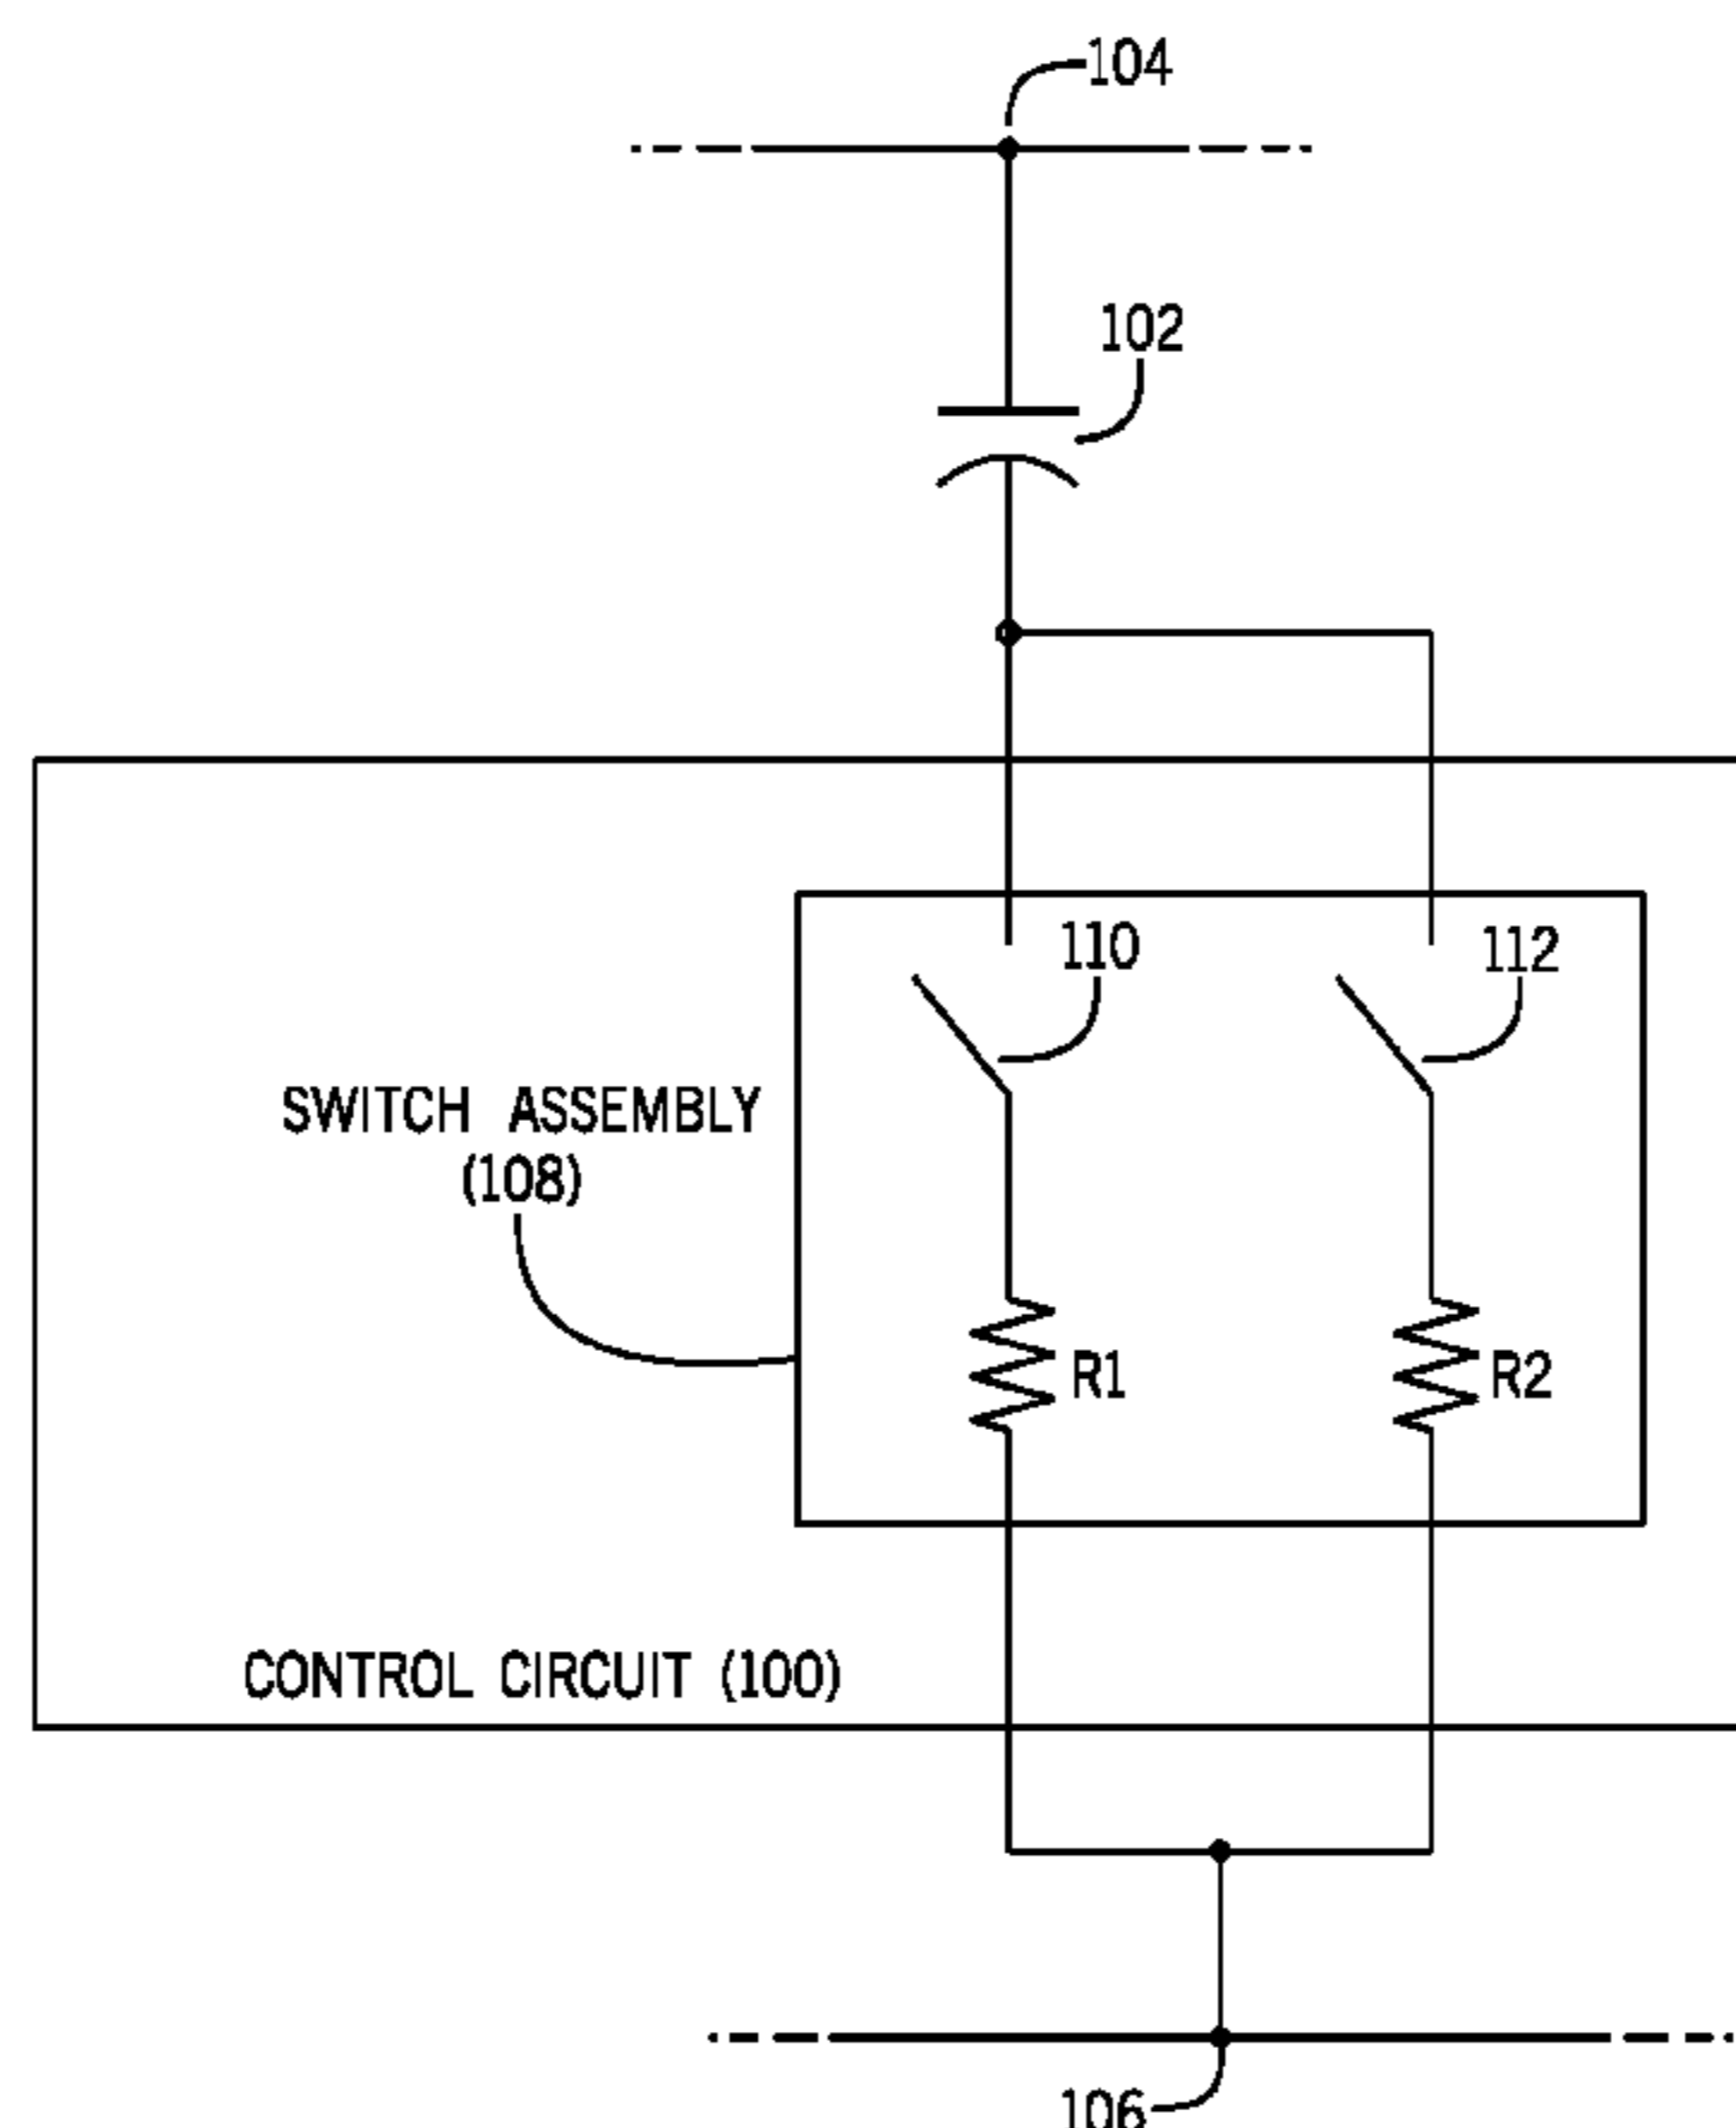 104
102
110
112
SWITCH ASSEMBLY
(108)
R1
R2
CONTROL CIRCUIT (100)
106